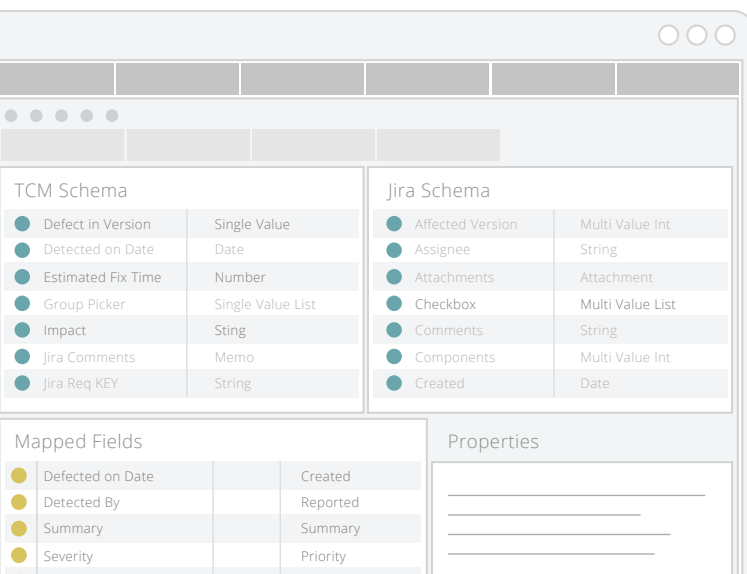 TCM Schema
Defect in Version Single Value
Detected on Date Date
Estimated Fix Time Number
Group Picker Single Value List
Impact Sting
Jira Comments Memo
Jira Req KEY String
Jira Schema
Affected Version Multi Value Int
Assignee String
Attachments Attachment
Checkbox Multi Value List
Comments String
Components Multi Value Int
Created Date
Mapped Fields
Defected on Date Created
Detected By Reported
Summary Summary
Severity Priority
Properties